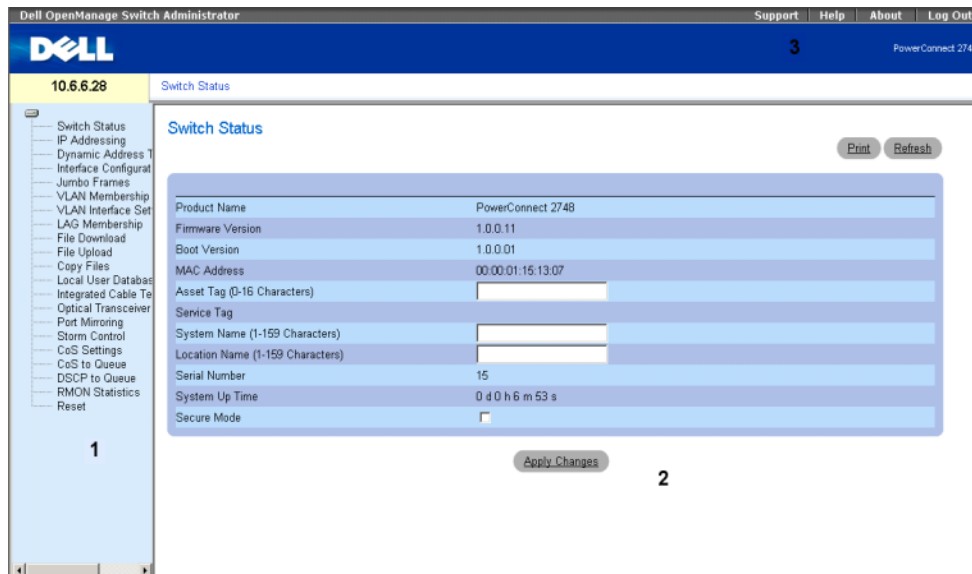 Dell OpenManage Switch Administrator
Support | Help | About | Log Out
DELL
3
PowerConnect 274
10.6.6.28
Switch Status
Switch Status
IP Addressing
Dynamic Address T
Interface Configurat
Jumbo Frames
VLAN Membership
VLAN Interface Set
LAG Membership
File Download
File Upload
Copy Files
Local User Databas
Integrated Cable Te
Optical Transceiver
Port Mirroring
Storm Control
CoS Settings
CoS to Queue
DSCP to Queue
RMON Statistics
Reset
1
Switch Status
Print Refresh
Product Name PowerConnect 2748
Firmware Version 1.0.0.11
Boot Version 1.0.0.01
MAC Address 00:00:01:15:13:07
Asset Tag (0-16 Characters)
Service Tag
System Name (1-159 Characters)
Location Name (1-159 Characters)
Serial Number 15
System Up Time 0 d 0 h 6 m 53 s
Secure Mode
Apply Changes
2